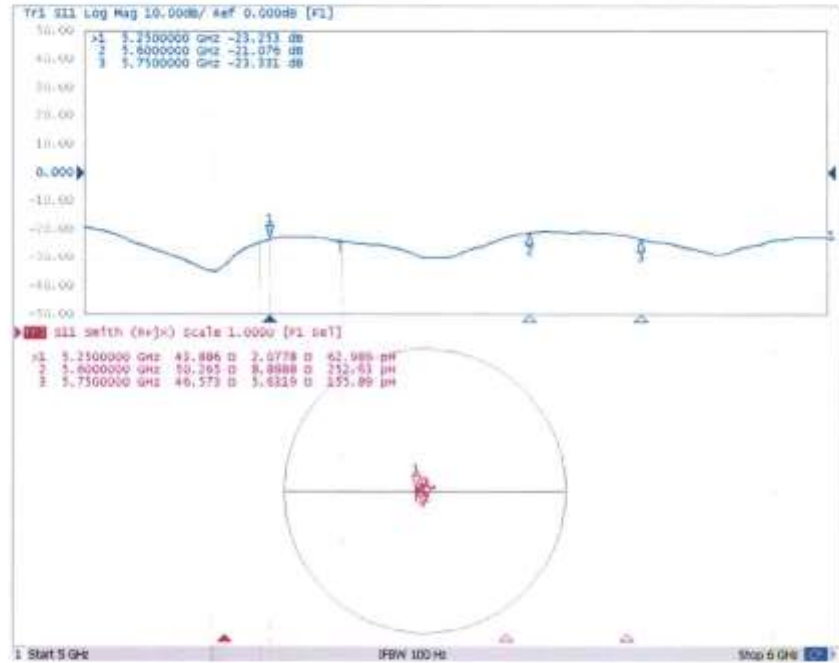 Tr1 S11 Log Mag 10.00dB/ Ref 0.000dB [F1]
50.00
>1 5.2500000 GHz -23.253 dB
2 5.6000000 GHz -21.076 dB
3 5.7500000 GHz -23.331 dB
30.00
20.00
10.00
0.000
-10.00
-20.00
-30.00
-40.00
-50.00
1
2
3
S11 Smith (R+jX) Scale 1.000U [F1 Del]
>1 5.2500000 GHz 43.886 Ω 2.0778 Ω 62.986 pH
2 5.6000000 GHz 50.265 Ω 8.8988 Ω 252.93 pH
3 5.7500000 GHz 46.573 Ω 5.6319 Ω 155.89 pH
1 Start 5 GHz
IFBW 100 Hz
Stop 6 GHz